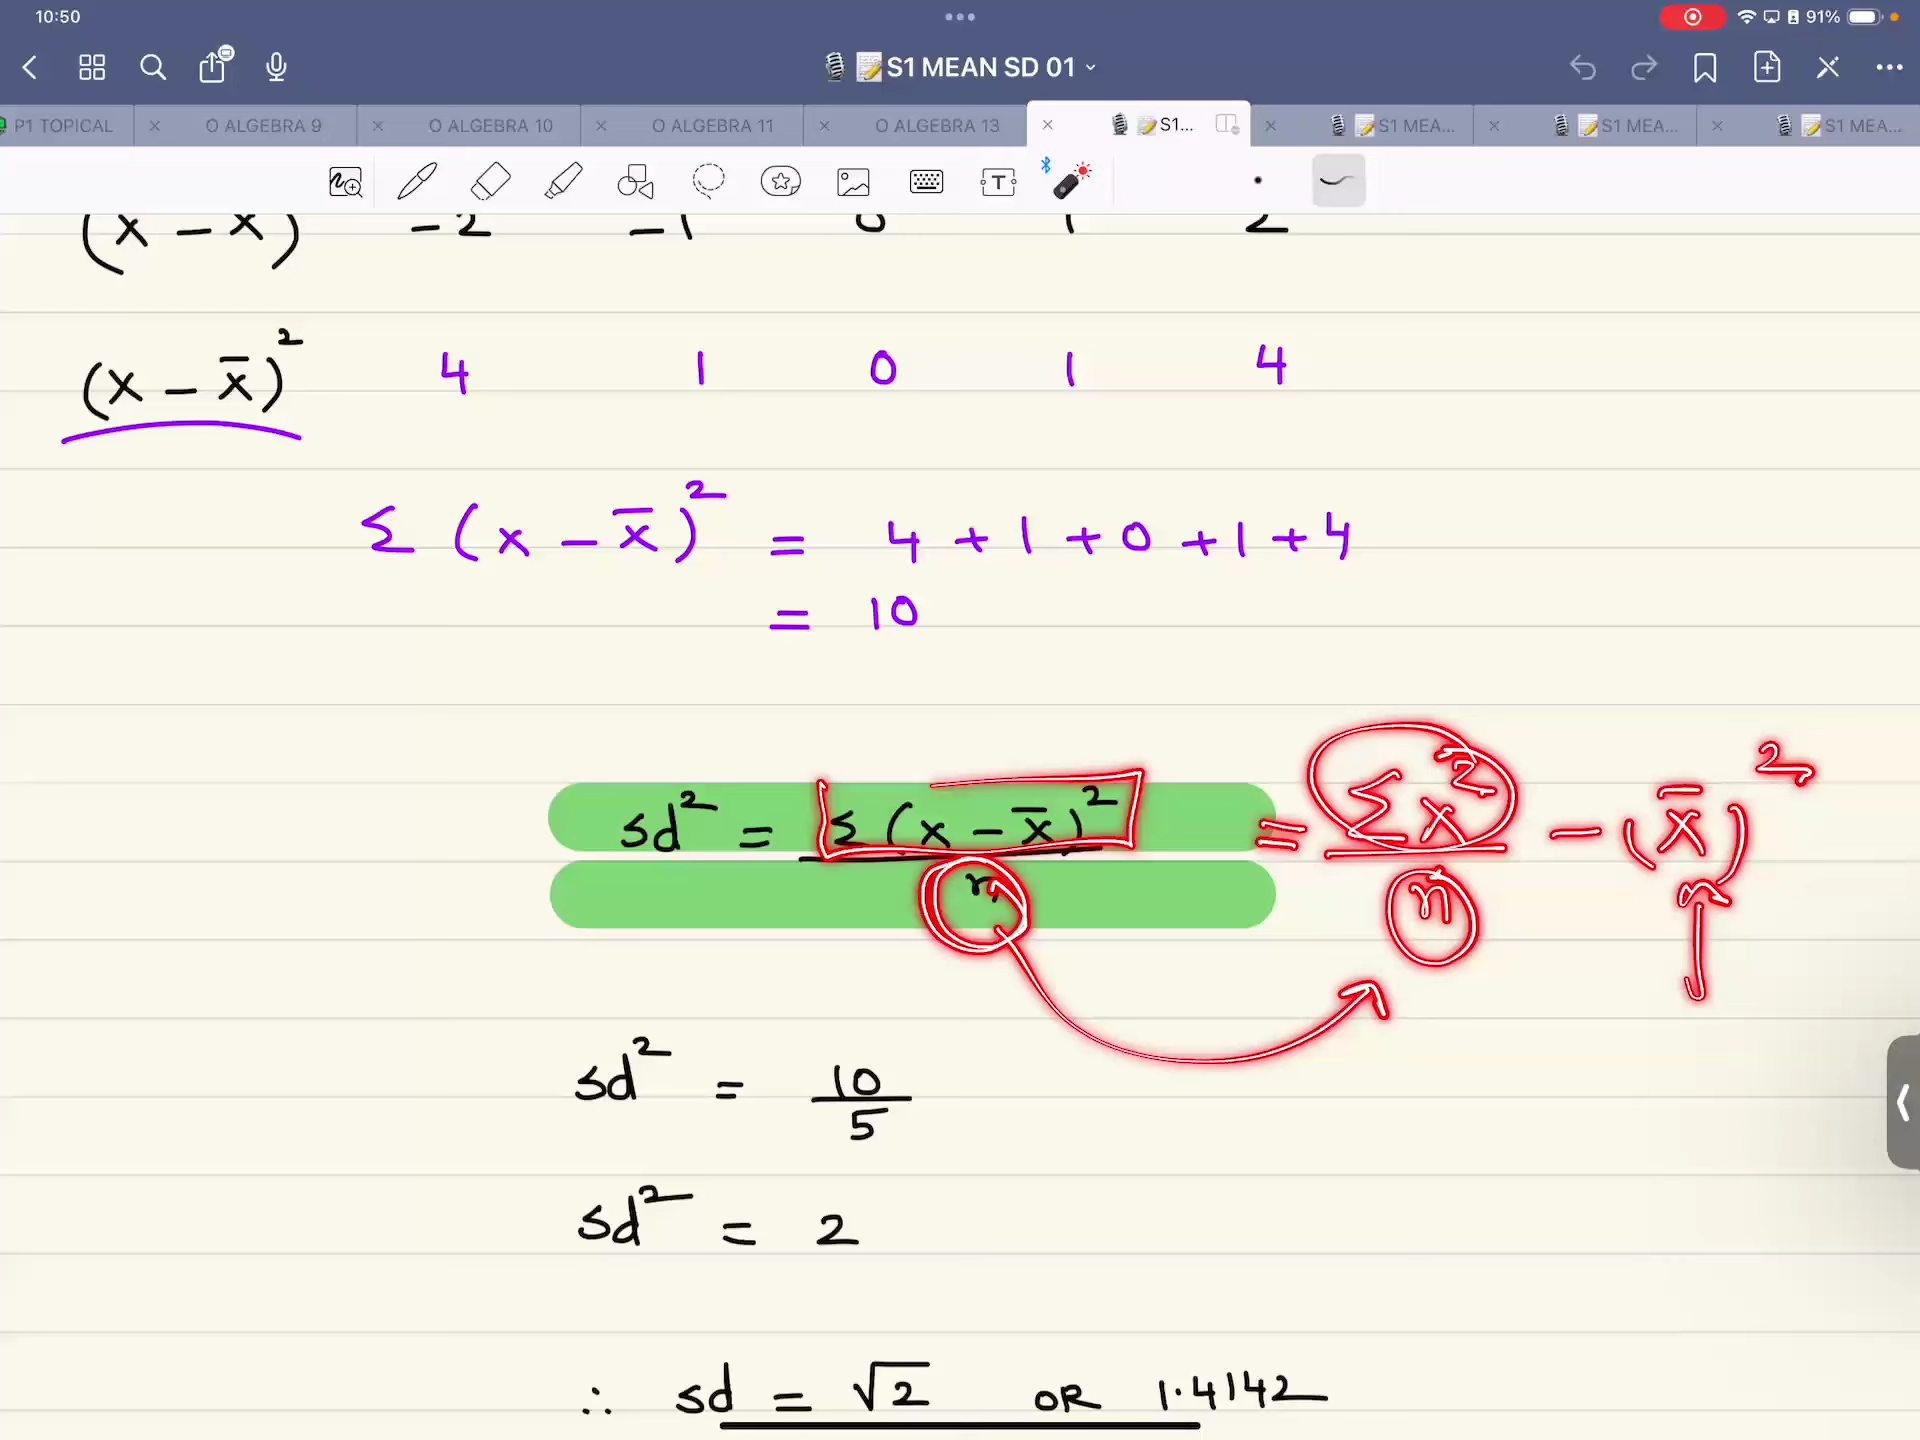 10:50
91%
S1 MEAN SD 01
P1 TOPICAL
O ALGEBRA 9
O ALGEBRA 10
O ALGEBRA 11
O ALGEBRA 13
S1...
S1 MEA...
S1 MEA...
S1 MEA...
T
(x − x̄) −2 −1 0 1 2
(x − x̄)² 4 1 0 1 4
Σ (x − x̄)² = 4 + 1 + 0 + 1 + 4
= 10
sd² = Σ (x − x̄)² / n = Σx² / n − (x̄)²
sd² = 10 / 5
sd² = 2
∴ sd = √2 OR 1.4142